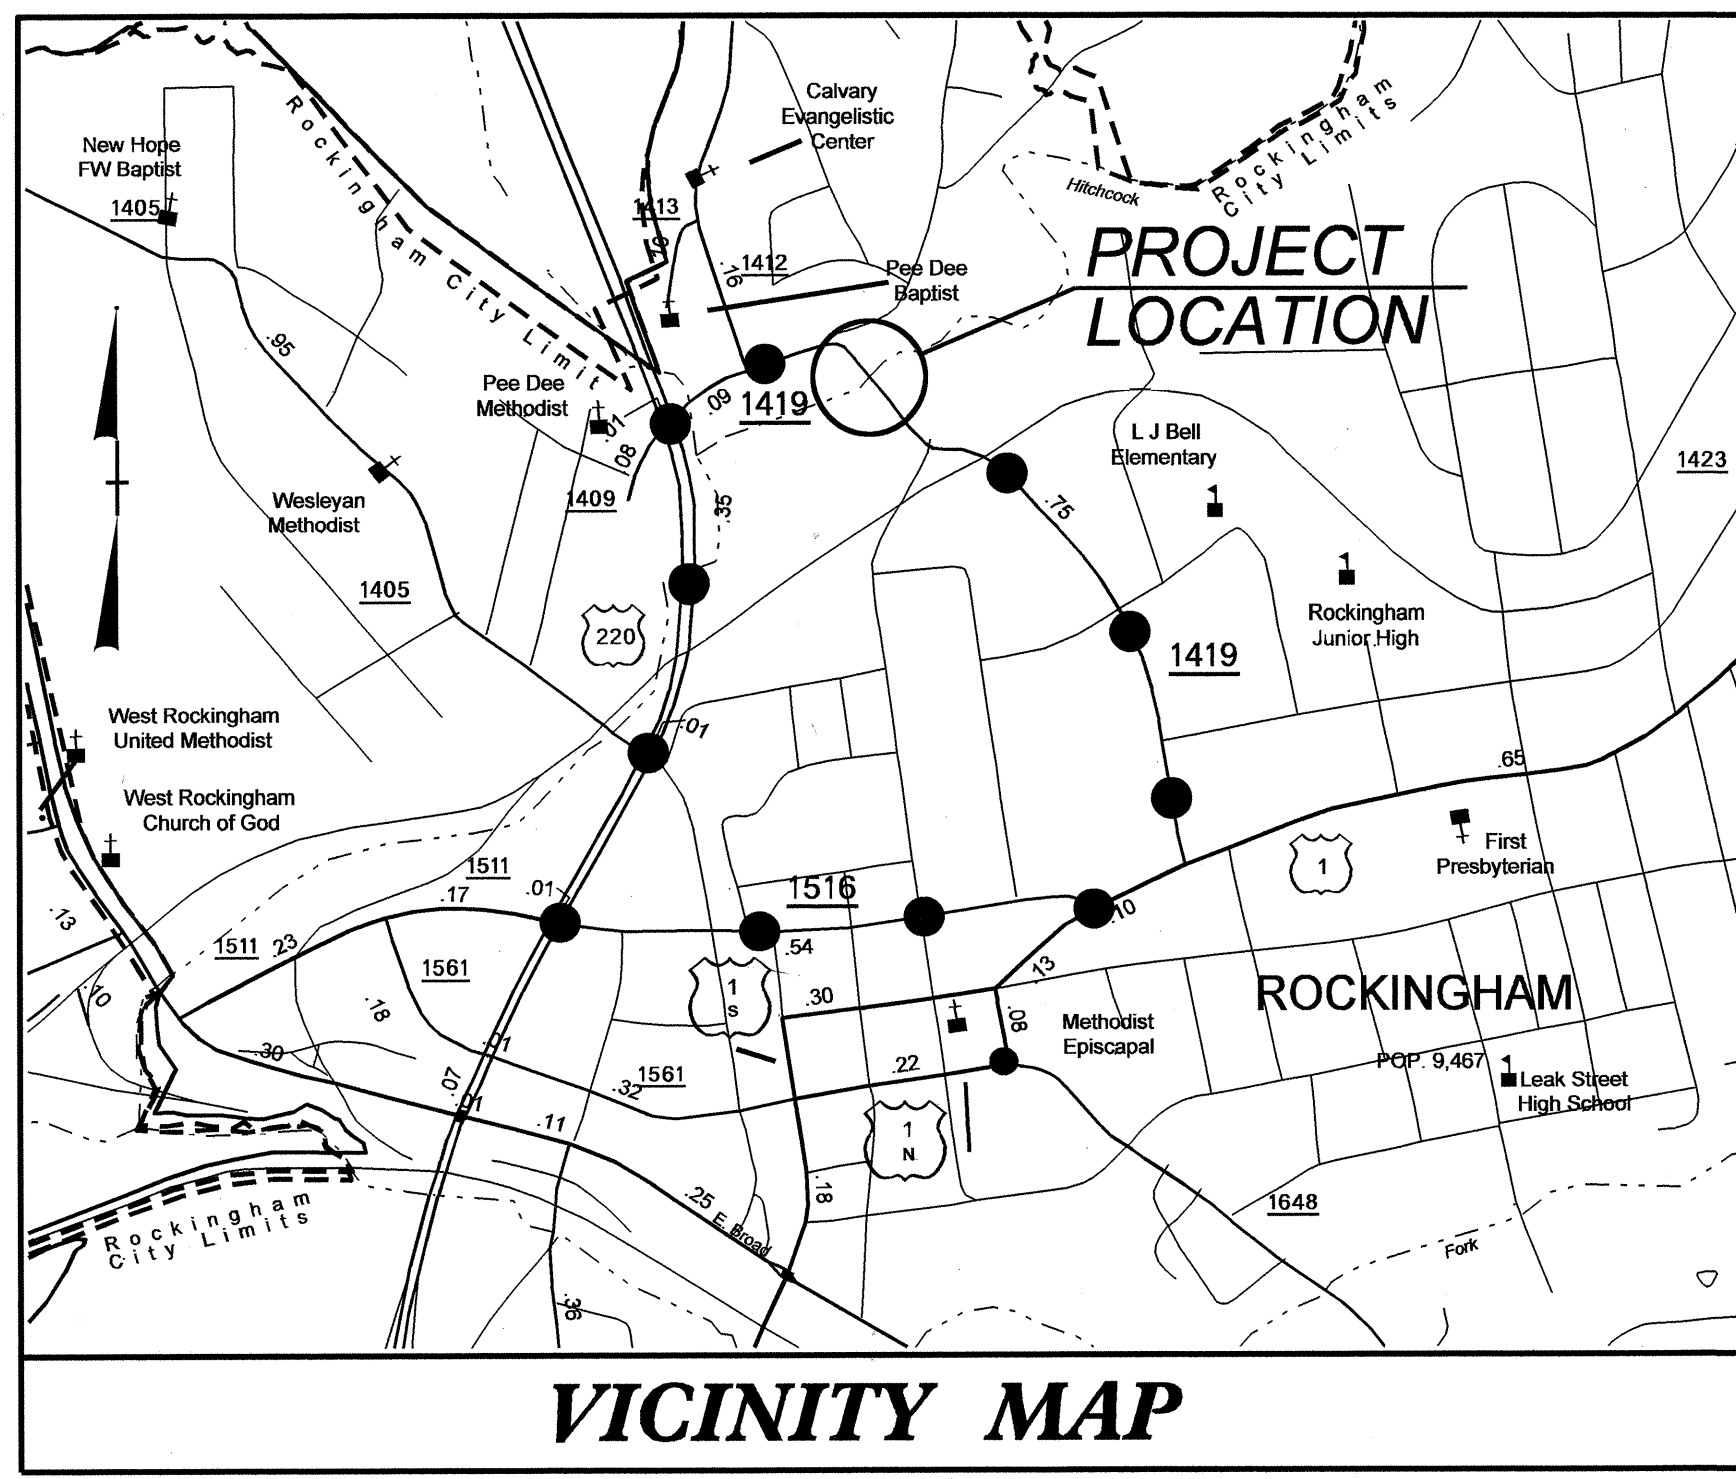 Calvary
Evangelistic
Center
Rockingham
City Limits
New Hope
FW Baptist
1405
Rockingham City Limit
Hitchcock
1413
.16
1412
Pee Dee
Baptist
PROJECT
LOCATION
.95
Pee Dee
Methodist
.01
.09
1419
.08
L J Bell
Elementary
1423
Wesleyan
Methodist
1409
.35
.75
1405
220
Rockingham
Junior High
1419
West Rockingham
United Methodist
.01
.65
West Rockingham
Church of God
First
Presbyterian
1
1511
.01
.17
1516
.13
1511
.23
.54
.10
1561
1
S
.30
.13
ROCKINGHAM
.10
.18
.08
Methodist
Episcapal
.30
.01
.22
POP. 9,467
Leak Street
High School
.07
.01
.32
1561
.11
1
N
.18
.25
E. Broad
1648
Rockingham
City Limits
Fork
.36
VICINITY MAP